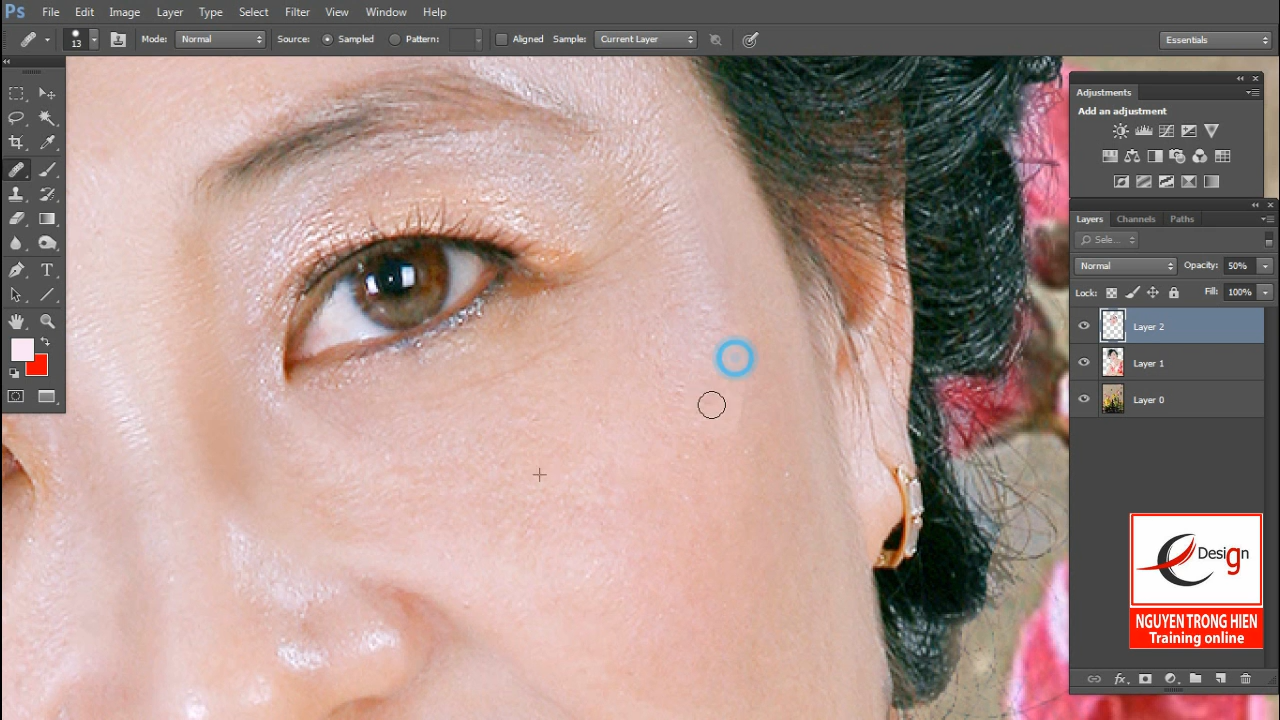 Ps File Edit Image Layer Type Select Filter View Window Help
13 Mode: Normal Source: Sampled Pattern: Aligned Sample: Current Layer Essentials
Adjustments
Add an adjustment
Layers Channels Paths
Sele...
Normal Opacity: 50%
Lock: Fill: 100%
Layer 2
Layer 1
Layer 0
Design
NGUYEN TRONG HIEN
Training online
fx